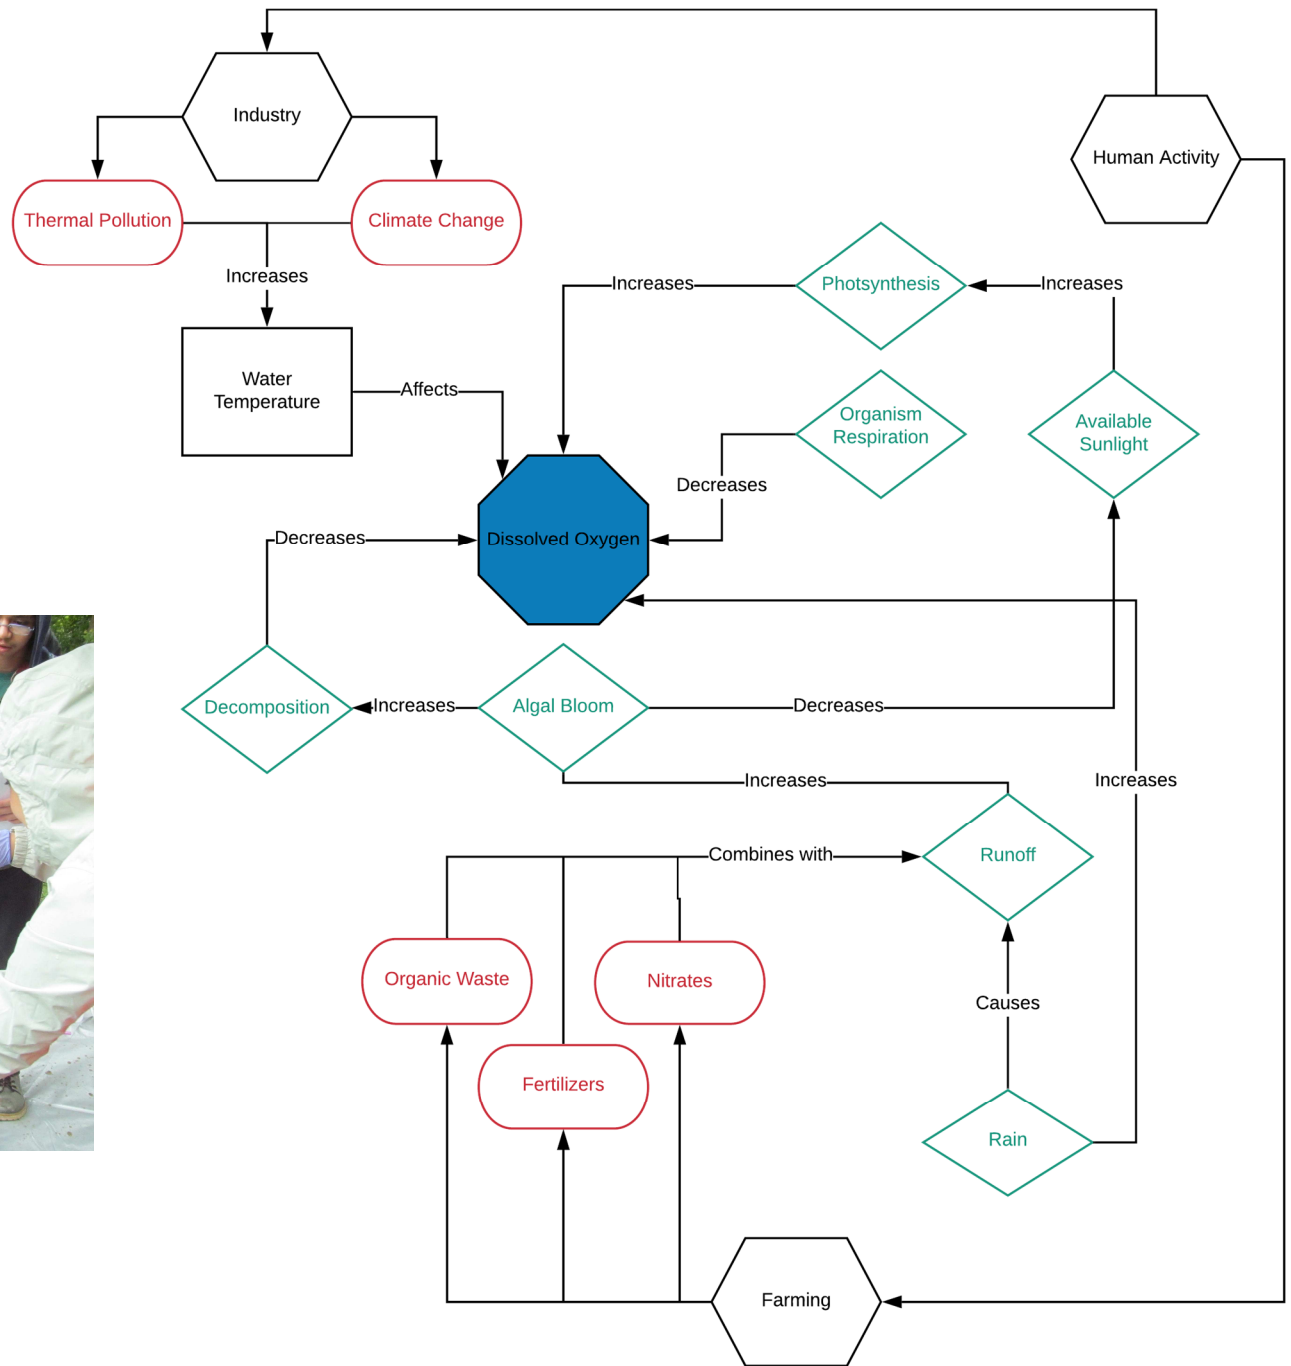 Industry
Human Activity
Thermal Pollution
Climate Change
Increases
Increases
Photsynthesis
Increases
Water
Temperature
Affects
Organism
Respiration
Available
Sunlight
Decreases
Decreases
Dissolved Oxygen
Decomposition
Increases
Algal Bloom
Decreases
Increases
Increases
Combines with
Runoff
Organic Waste
Nitrates
Causes
Fertilizers
Rain
Farming